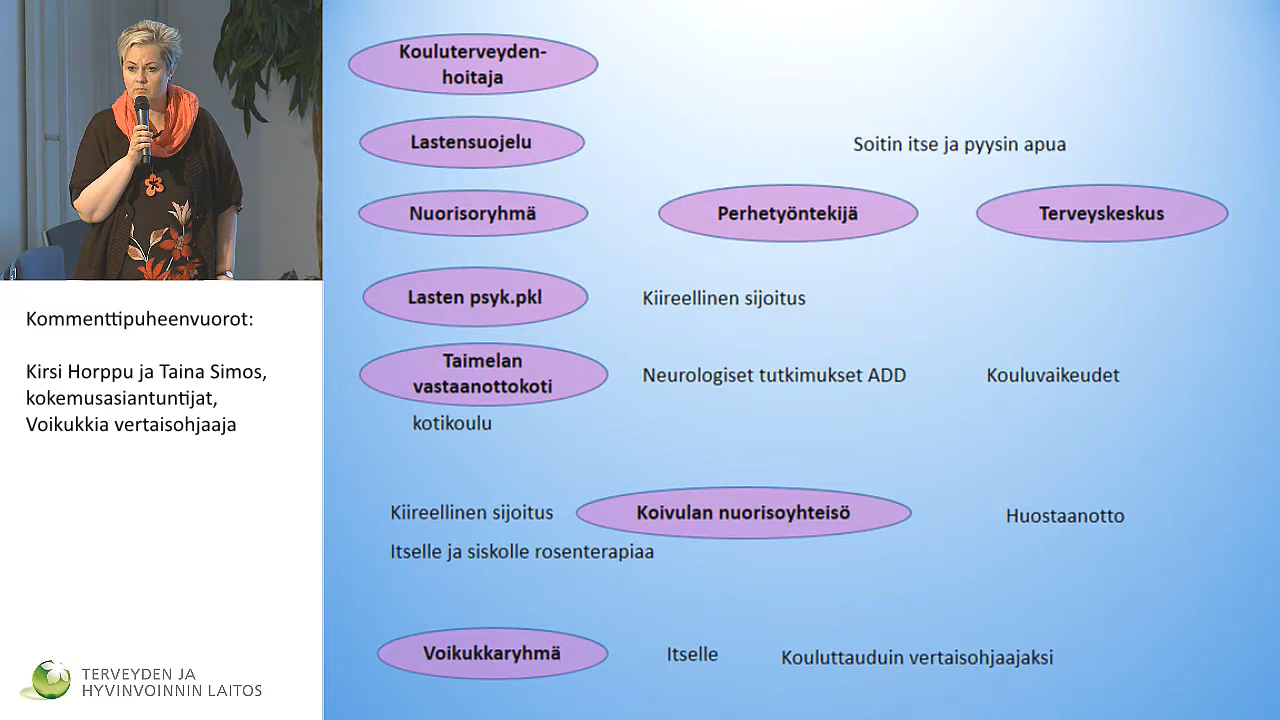 Kommenttipuheenvuorot:
Kirsi Horppu ja Taina Simos,
kokemusasiantuntijat,
Voikukkia vertaisohjaaja
TERVEYDEN JA
HYVINVOINNIN LAITOS
Kouluterveyden-
hoitaja
Lastensuojelu
Soitin itse ja pyysin apua
Nuorisoryhmä
Perhetyöntekijä
Terveyskeskus
Lasten psyk.pkl
Kiireellinen sijoitus
Taimelan
vastaanottokoti
Neurologiset tutkimukset ADD
Kouluvaikeudet
kotikoulu
Kiireellinen sijoitus
Koivulan nuorisoyhteisö
Huostaanotto
Itselle ja siskolle rosenterapiaa
Voikukkaryhmä
Itselle
Kouluttauduin vertaisohjaajaksi